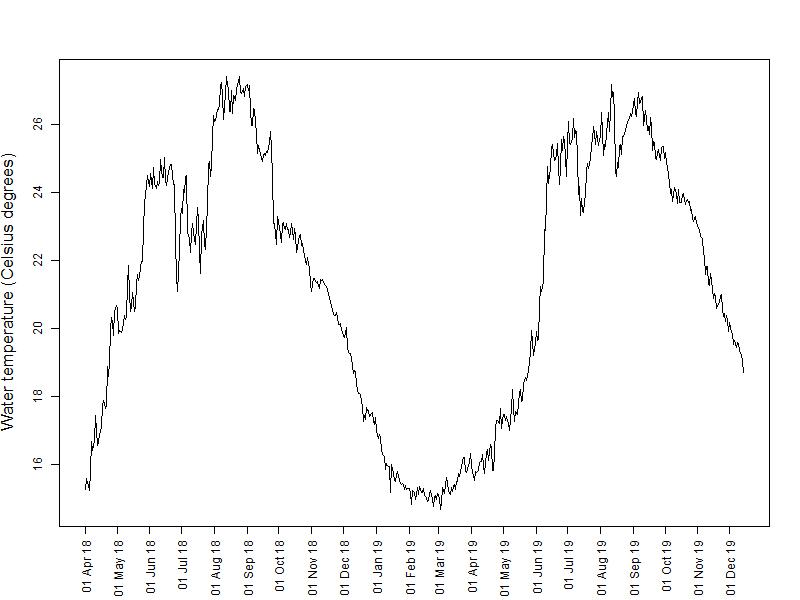 Water temperature (Celsius degrees)
26
24
22
20
18
16
01 Apr 18
01 May 18
01 Jun 18
01 Jul 18
01 Aug 18
01 Sep 18
01 Oct 18
01 Nov 18
01 Dec 18
01 Jan 19
01 Feb 19
01 Mar 19
01 Apr 19
01 May 19
01 Jun 19
01 Jul 19
01 Aug 19
01 Sep 19
01 Oct 19
01 Nov 19
01 Dec 19